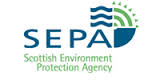 SEPA
Scottish Environment
Protection Agency